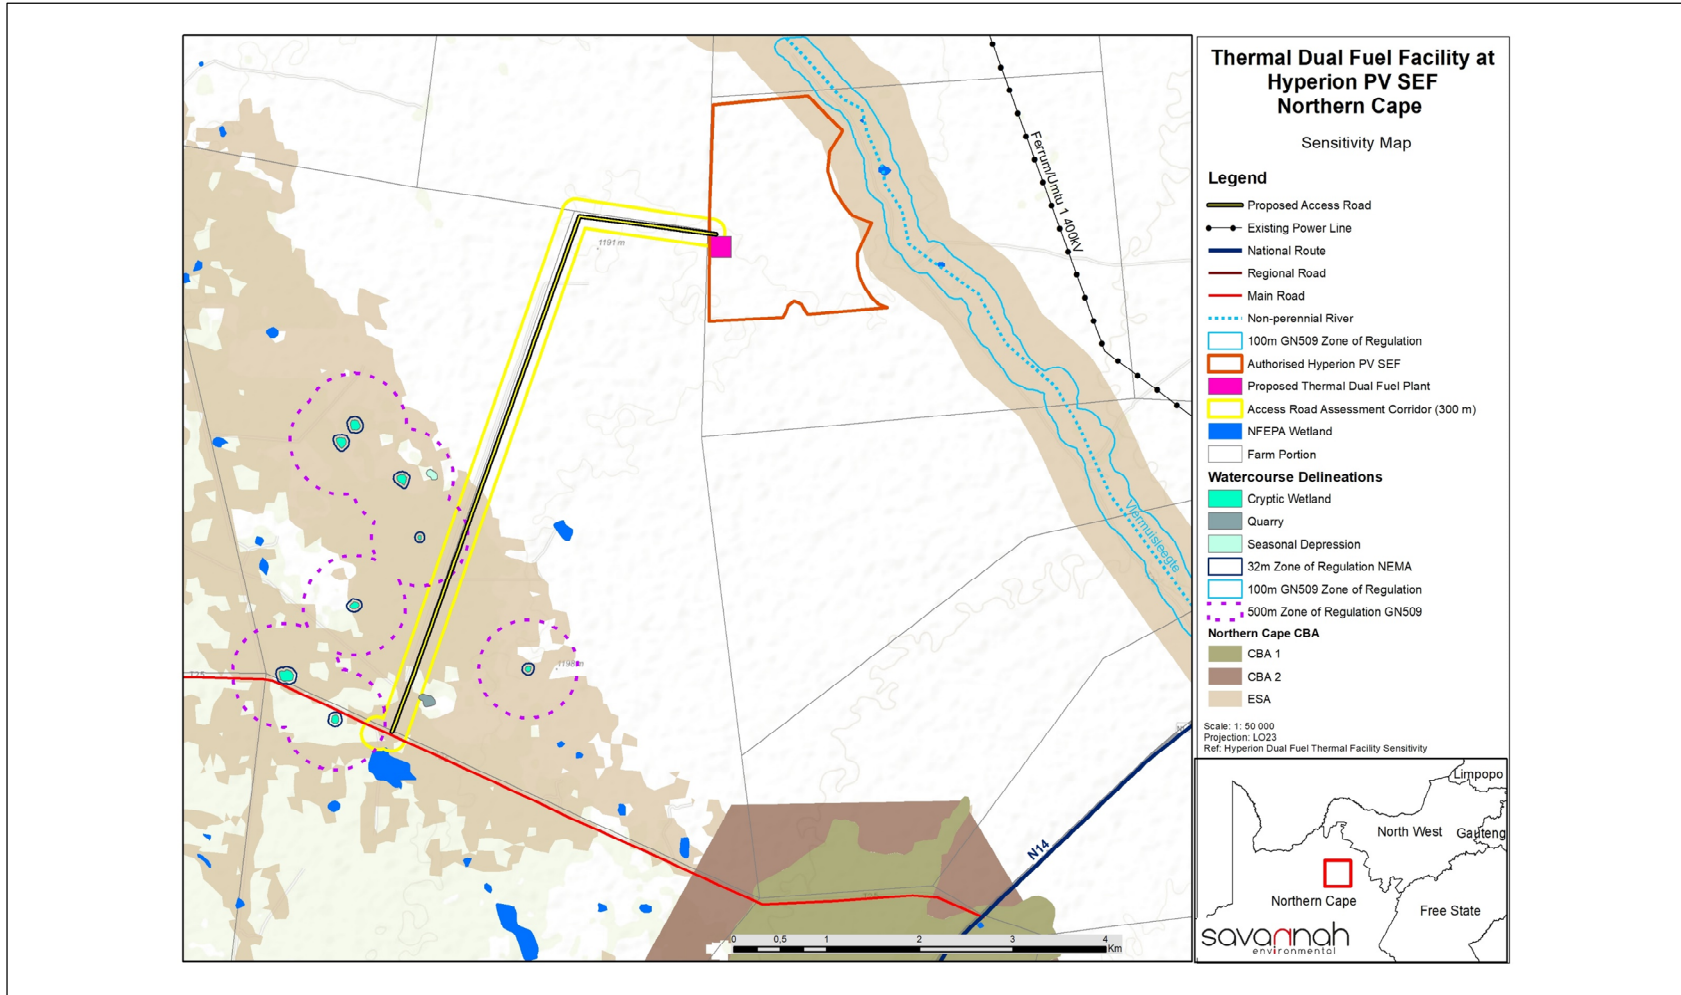 Thermal Dual Fuel Facility at
Hyperion PV SEF
Northern Cape
Sensitivity Map
Legend
Proposed Access Road
Existing Power Line
National Route
Regional Road
Main Road
Non-perennial River
100m GN509 Zone of Regulation
Authorised Hyperion PV SEF
Proposed Thermal Dual Fuel Plant
Access Road Assessment Corridor (300 m)
NFEPA Wetland
Farm Portion
Watercourse Delineations
Cryptic Wetland
Quarry
Seasonal Depression
32m Zone of Regulation NEMA
100m GN509 Zone of Regulation
500m Zone of Regulation GN509
Northern Cape CBA
CBA 1
CBA 2
ESA
Scale: 1: 50 000
Projection: LO23
Ref: Hyperion Dual Fuel Thermal Facility Sensitivity
Limpopo
North West
Gauteng
Northern Cape
Free State
savannah
environmental
Ferrum/Umtu 1 400kV
1191 m
Vlermuisleegte
1198 m
N14
0 0,5 1 2 3 4
Km